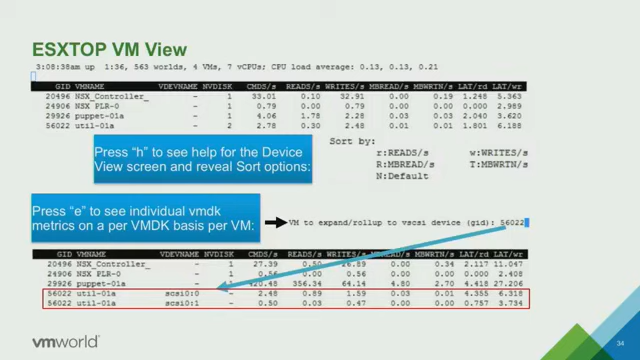 ESXTOP VM View
3:08:38am up 1:36, 563 worlds, 4 VMs, 7 vCPUs; CPU load average: 0.13, 0.13, 0.21
GID VMNAME VDEVNAME NVDISK CMDS/s READS/s WRITES/s MBREAD/s MBWRTN/s LAT/rd LAT/wr
20496 NSX_Controller_ - 1 33.01 0.10 32.91 0.00 0.19 1.248 5.363
24906 NSX PLR-0 - 1 0.79 0.00 0.79 0.00 0.00 0.000 2.989
29926 puppet-01a - 1 4.06 1.78 2.28 0.03 0.03 2.040 3.620
56022 util-01a - 2 2.78 0.30 2.48 0.01 0.01 1.801 6.188
Press "h" to see help for the Device View screen and reveal Sort options:
Sort by:
r:READS/s w:WRITES/s
R:MBREAD/s T:MBWRTN/s
N:Default
Press "e" to see individual vmdk metrics on a per VMDK basis per VM:
VM to expand/rollup to vscsi device (gid): 56022
GID VMNAME VDEVNAME NVDISK CMDS/s READS/s WRITES/s MBREAD/s MBWRTN/s LAT/rd LAT/wr
20496 NSX_Controller_ - 1 27.39 0.50 26.89 0.00 0.34 2.117 11.047
24906 NSX PLR-0 - 1 0.56 0.00 0.56 0.00 0.00 0.000 2.408
29926 puppet-01a - 1 420.48 356.34 64.14 4.80 2.70 4.418 27.206
56022 util-01a scsi0:0 - 2.48 0.89 1.59 0.03 0.01 4.355 6.318
56022 util-01a scsi0:1 - 0.50 0.03 0.47 0.00 0.00 0.757 3.734
vmworld
34